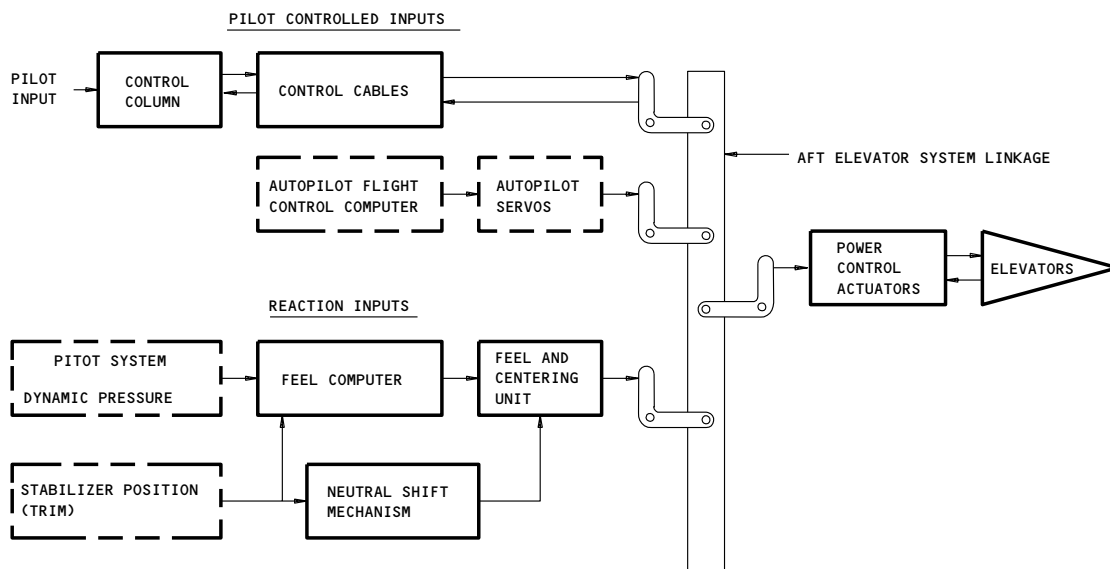 PILOT CONTROLLED INPUTS
PILOT
INPUT
CONTROL
COLUMN
CONTROL CABLES
AFT ELEVATOR SYSTEM LINKAGE
AUTOPILOT FLIGHT
CONTROL COMPUTER
AUTOPILOT
SERVOS
POWER
CONTROL
ACTUATORS
ELEVATORS
REACTION INPUTS
PITOT SYSTEM
DYNAMIC PRESSURE
FEEL COMPUTER
FEEL AND
CENTERING
UNIT
STABILIZER POSITION
(TRIM)
NEUTRAL SHIFT
MECHANISM